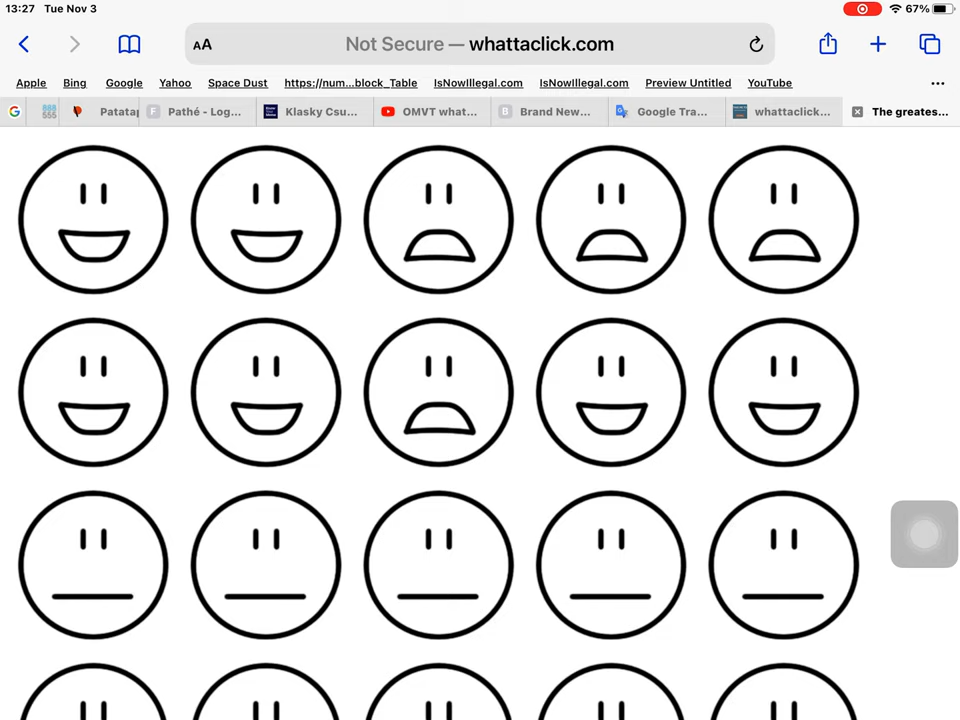 13:27 Tue Nov 3 67%
AA Not Secure — whattaclick.com
Apple Bing Google Yahoo Space Dust https://num...block_Table IsNowIllegal.com IsNowIllegal.com Preview Untitled YouTube
Patatap Pathé - Log... Klasky Csu... OMVT what... Brand New... Google Tra... whattaclick... The greates...